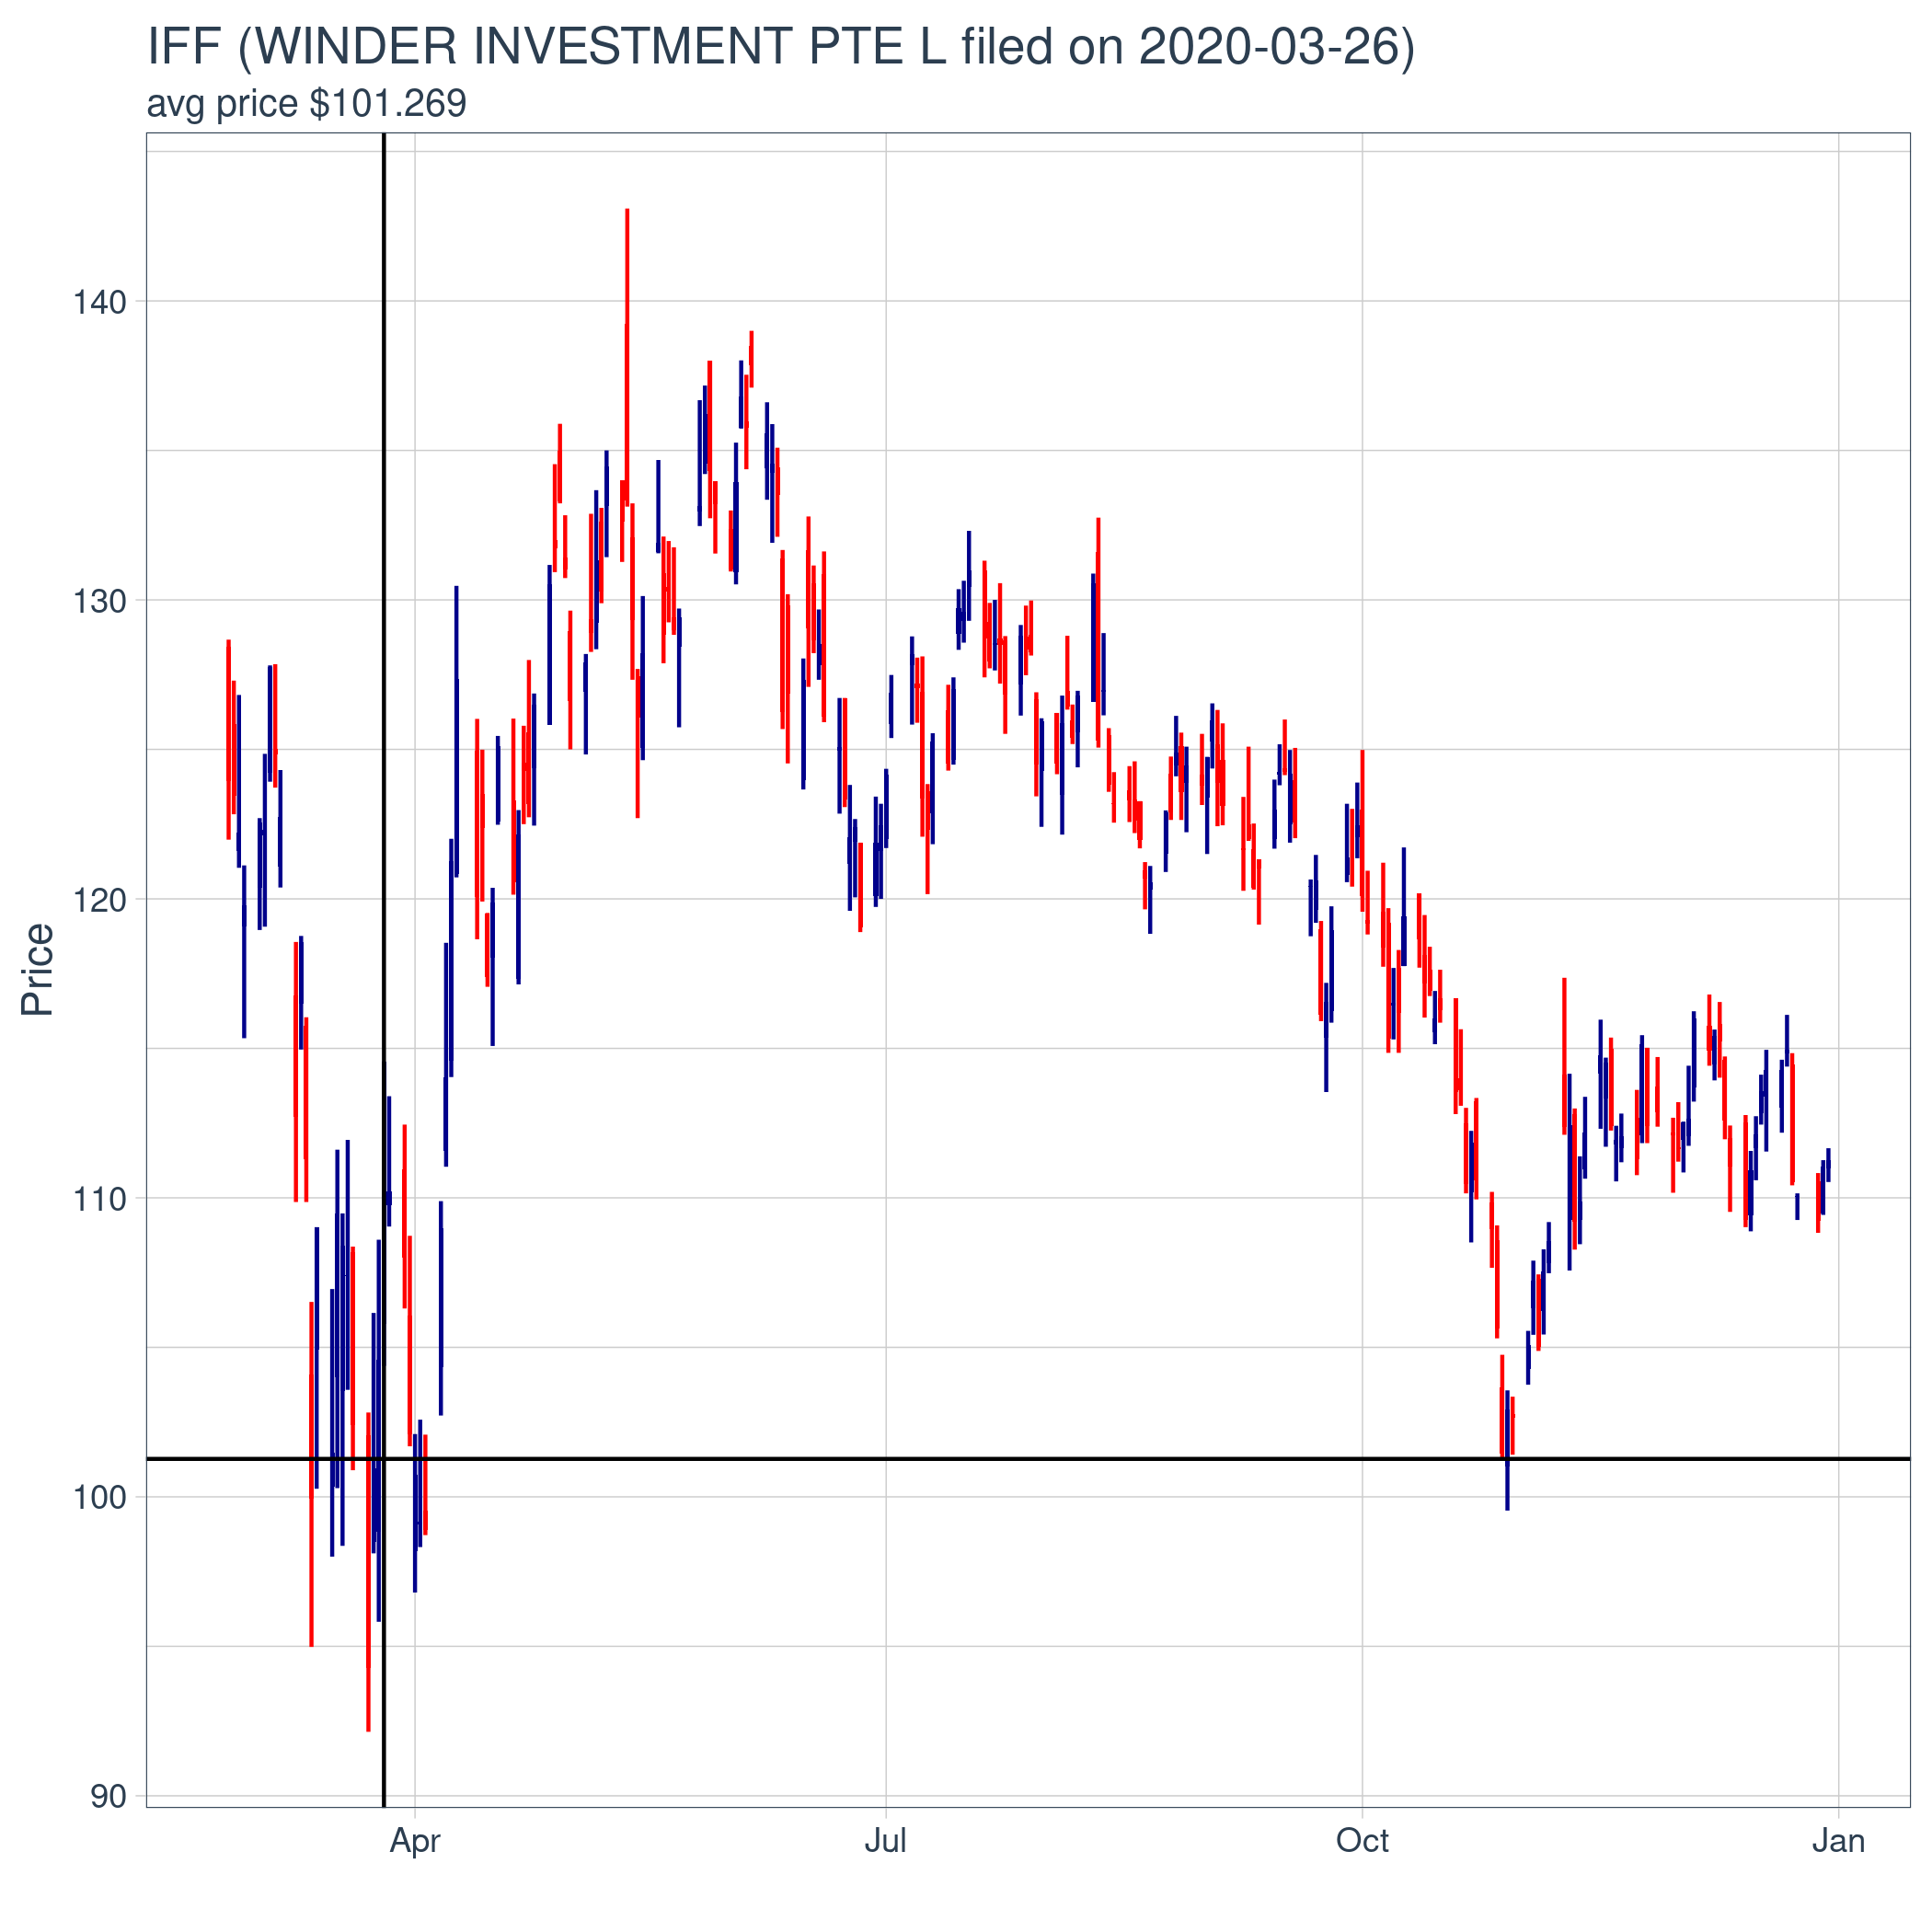 IFF (WINDER INVESTMENT PTE L filed on 2020-03-26)
avg price $101.269
Price
140
130
120
110
100
90
Apr Jul Oct Jan